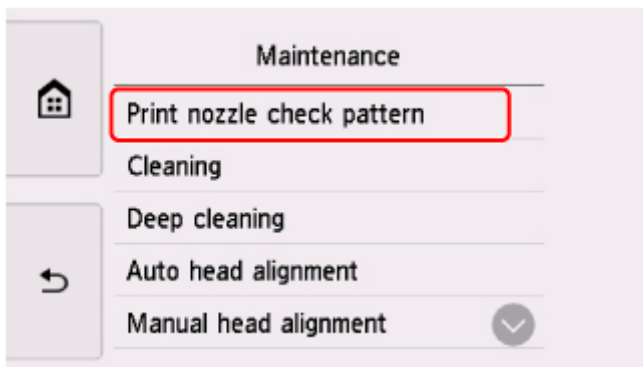 Maintenance
Print nozzle check pattern
Cleaning
Deep cleaning
Auto head alignment
Manual head alignment